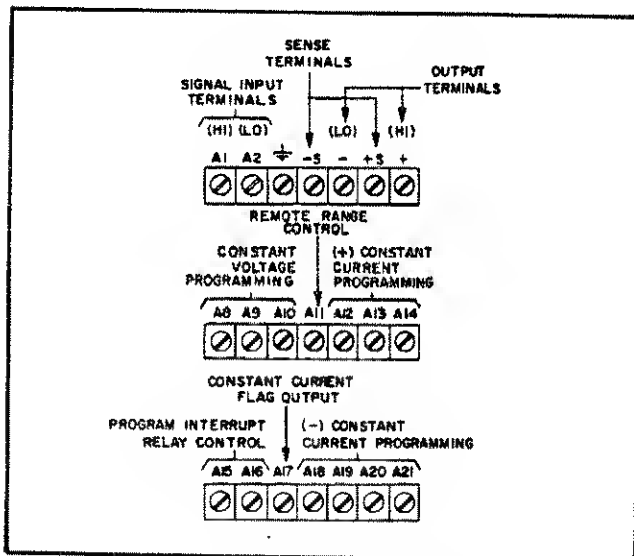 SENSE
TERMINALS
SIGNAL INPUT
TERMINALS
OUTPUT
TERMINALS
(HI) (LO) (LO) (HI)
A1 A2 -S - +S +
REMOTE RANGE
CONTROL
CONSTANT
VOLTAGE
PROGRAMMING
(+) CONSTANT
CURRENT
PROGRAMMING
A8 A9 A10 A11 A12 A13 A14
CONSTANT CURRENT
FLAG OUTPUT
PROGRAM INTERRUPT
RELAY CONTROL
(-) CONSTANT
CURRENT PROGRAMMING
A15 A16 A17 A18 A19 A20 A21